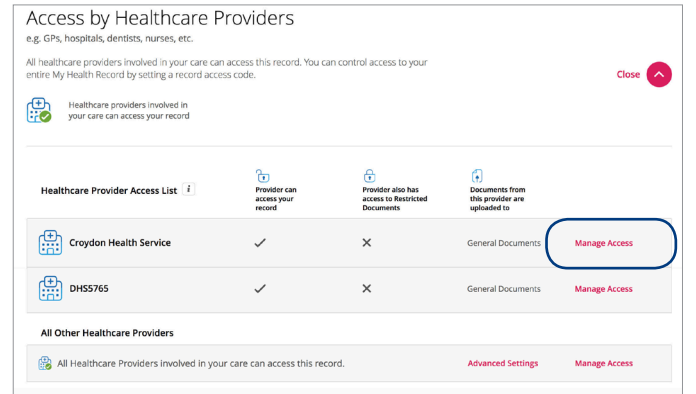 Access by Healthcare Providers
e.g. GPs, hospitals, dentists, nurses, etc.
All healthcare providers involved in your care can access this record. You can control access to your
entire My Health Record by setting a record access code.
Close
Healthcare providers involved in
your care can access your record
Healthcare Provider Access List i
Provider can
access your
record
Provider also has
access to Restricted
Documents
Documents from
this provider are
uploaded to
Croydon Health Service
General Documents
Manage Access
DHS5765
General Documents
Manage Access
All Other Healthcare Providers
All Healthcare Providers involved in your care can access this record.
Advanced Settings
Manage Access